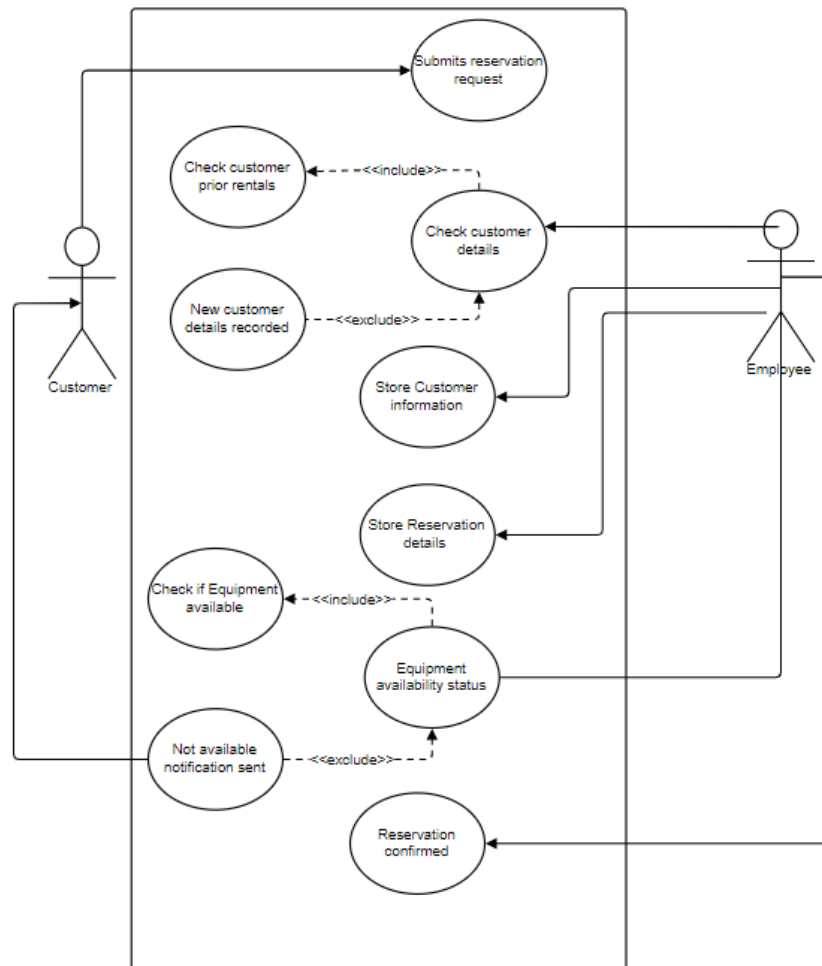 Submits reservation
request
Check customer
prior rentals
<<include>>
Check customer
details
New customer
details recorded
<<exclude>>
Customer
Employee
Store Customer
information
Store Reservation
details
Check if Equipment
available
<<include>>
Equipment
availability status
Not available
notification sent
<<exclude>>
Reservation
confirmed